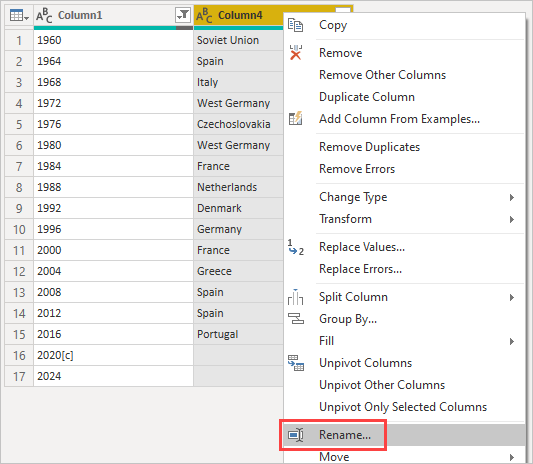 ABC Column1 ABC Column4
1 1960 Soviet Union
2 1964 Spain
3 1968 Italy
4 1972 West Germany
5 1976 Czechoslovakia
6 1980 West Germany
7 1984 France
8 1988 Netherlands
9 1992 Denmark
10 1996 Germany
11 2000 France
12 2004 Greece
13 2008 Spain
14 2012 Spain
15 2016 Portugal
16 2020[c]
17 2024
Copy
Remove
Remove Other Columns
Duplicate Column
Add Column From Examples...
Remove Duplicates
Remove Errors
Change Type
Transform
1 2 Replace Values...
Replace Errors...
Split Column
Group By...
Fill
Unpivot Columns
Unpivot Other Columns
Unpivot Only Selected Columns
Rename...
Move